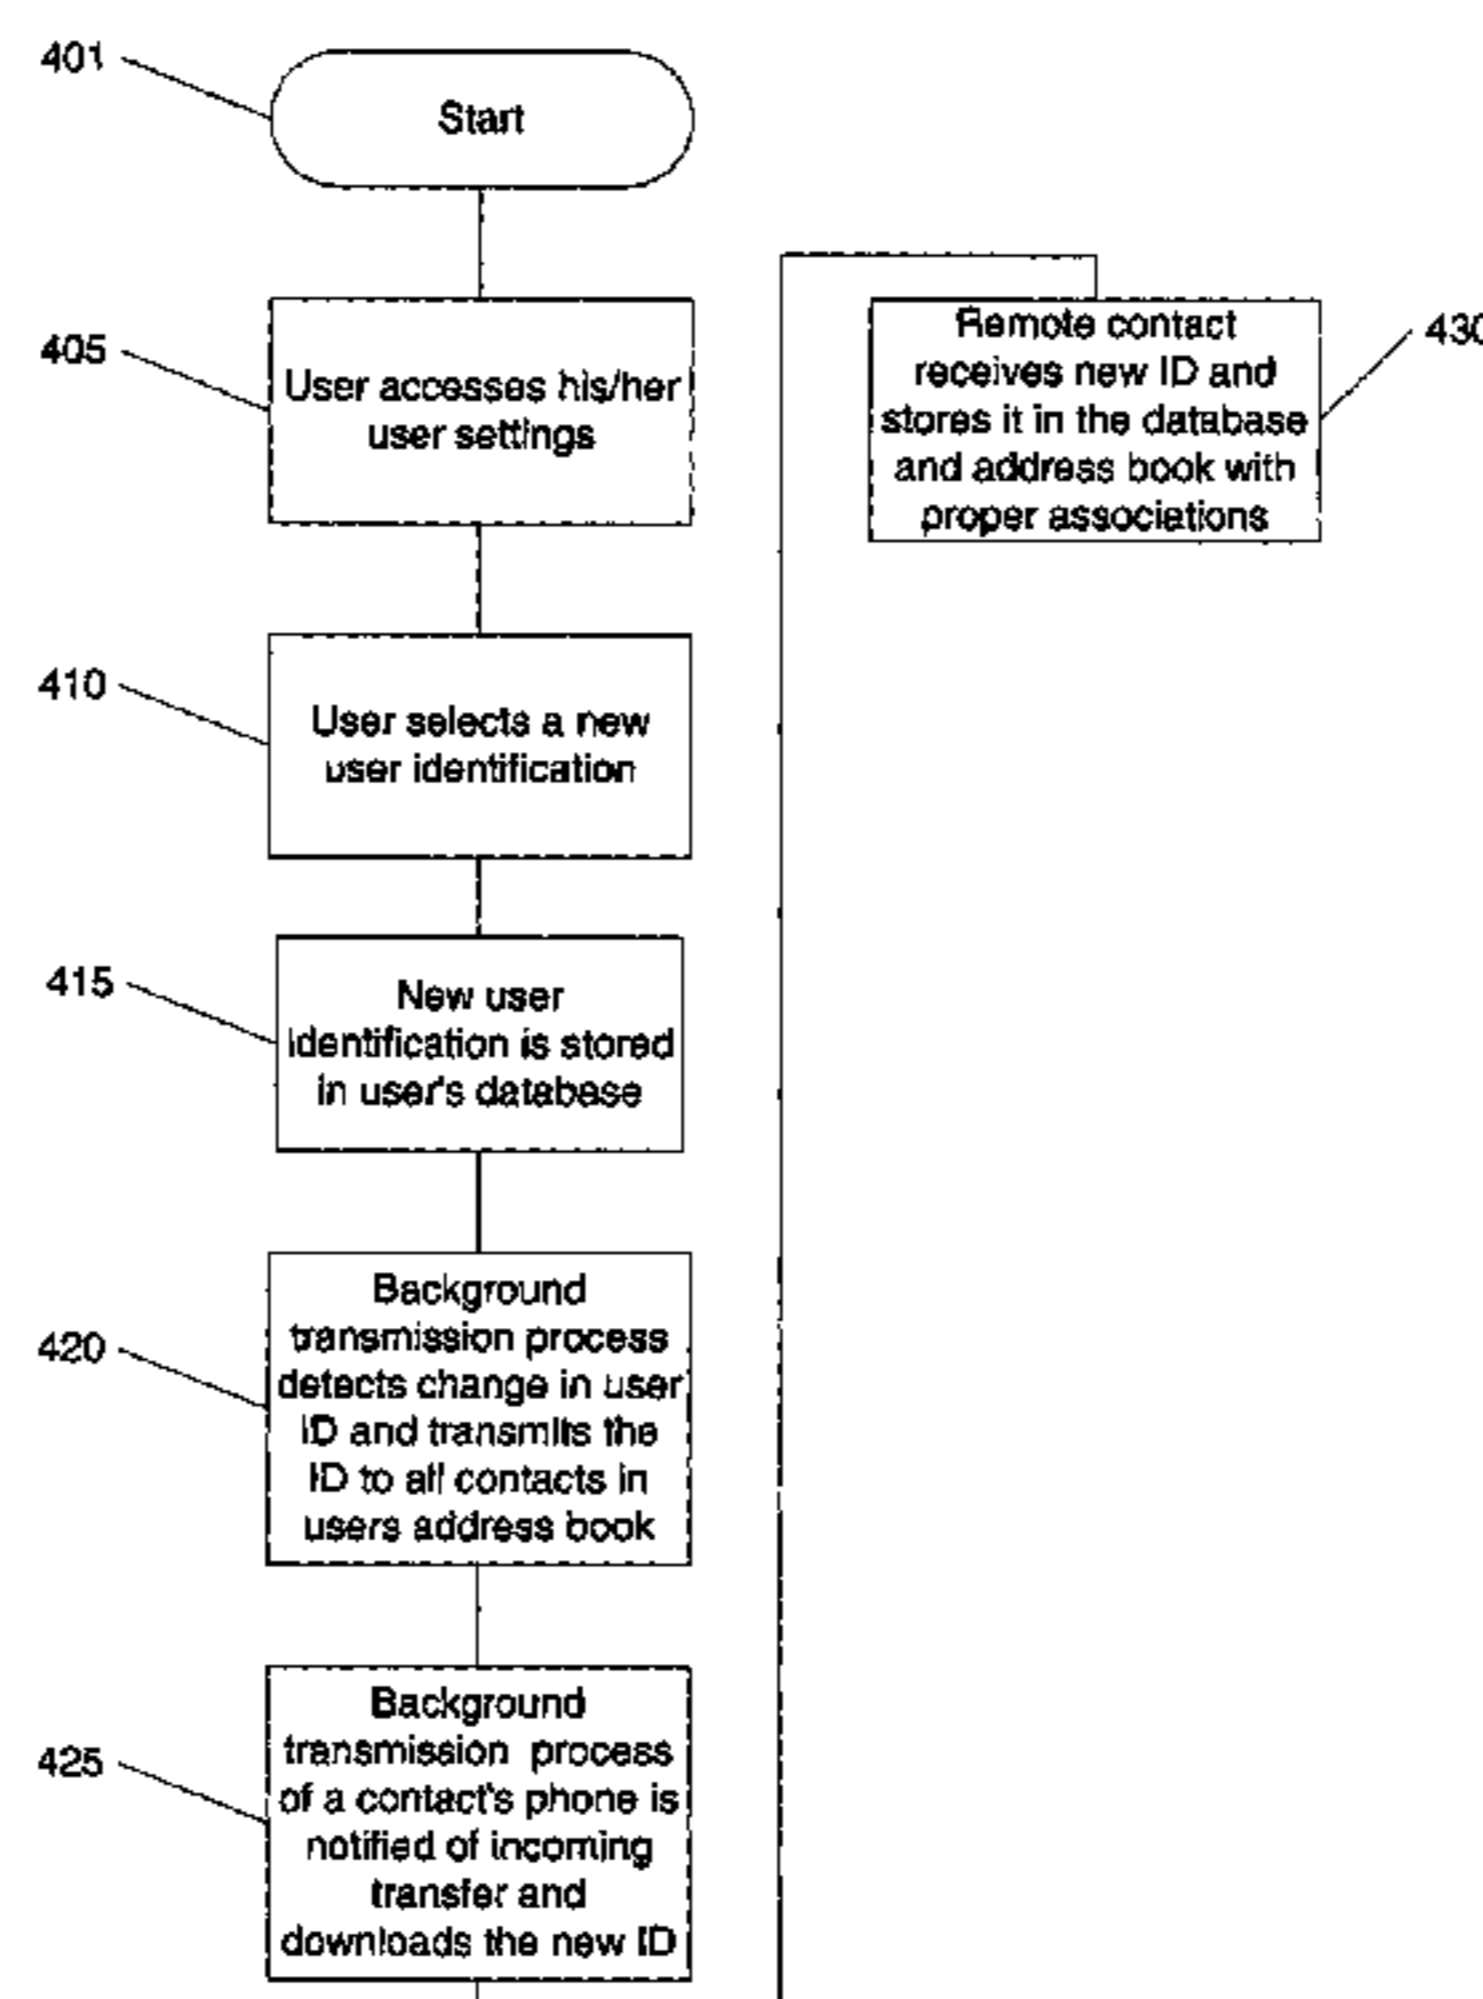 401
Start
405
User accesses his/her
user settings
410
User selects a new
user identification
415
New user
identification is stored
in user's database
420
Background
transmission process
detects change in user
ID and transmits the
ID to all contacts in
users address book
425
Background
transmission process
of a contact's phone is
notified of incoming
transfer and
downloads the new ID
Remote contact
receives new ID and
stores it in the database
and address book with
proper associations
430